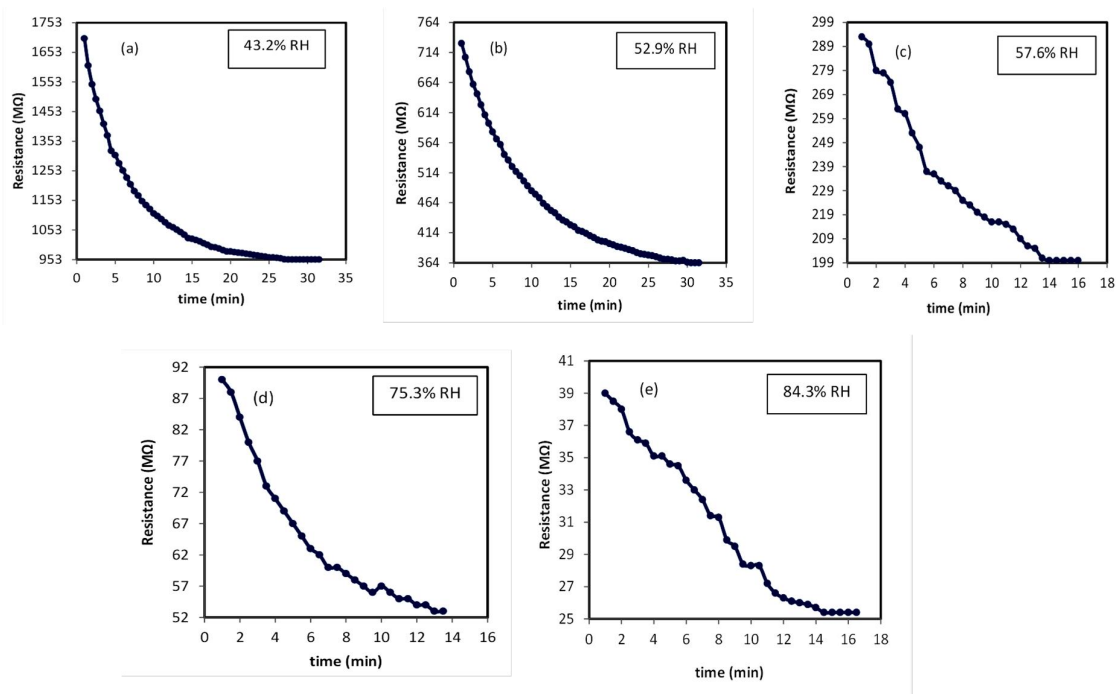 (a)
43.2% RH
Resistance (MΩ)
1753
1653
1553
1453
1353
1253
1153
1053
953
0 5 10 15 20 25 30 35
time (min)
(b)
52.9% RH
Resistance (MΩ)
764
714
664
614
564
514
464
414
364
0 5 10 15 20 25 30 35
time (min)
(c)
57.6% RH
Resistance (MΩ)
299
289
279
269
259
249
239
229
219
209
199
0 2 4 6 8 10 12 14 16 18
time (min)
(d)
75.3% RH
Resistance (MΩ)
92
87
82
77
72
67
62
57
52
0 2 4 6 8 10 12 14 16
time (min)
(e)
84.3% RH
Resistance (MΩ)
41
39
37
35
33
31
29
27
25
0 2 4 6 8 10 12 14 16 18
time (min)